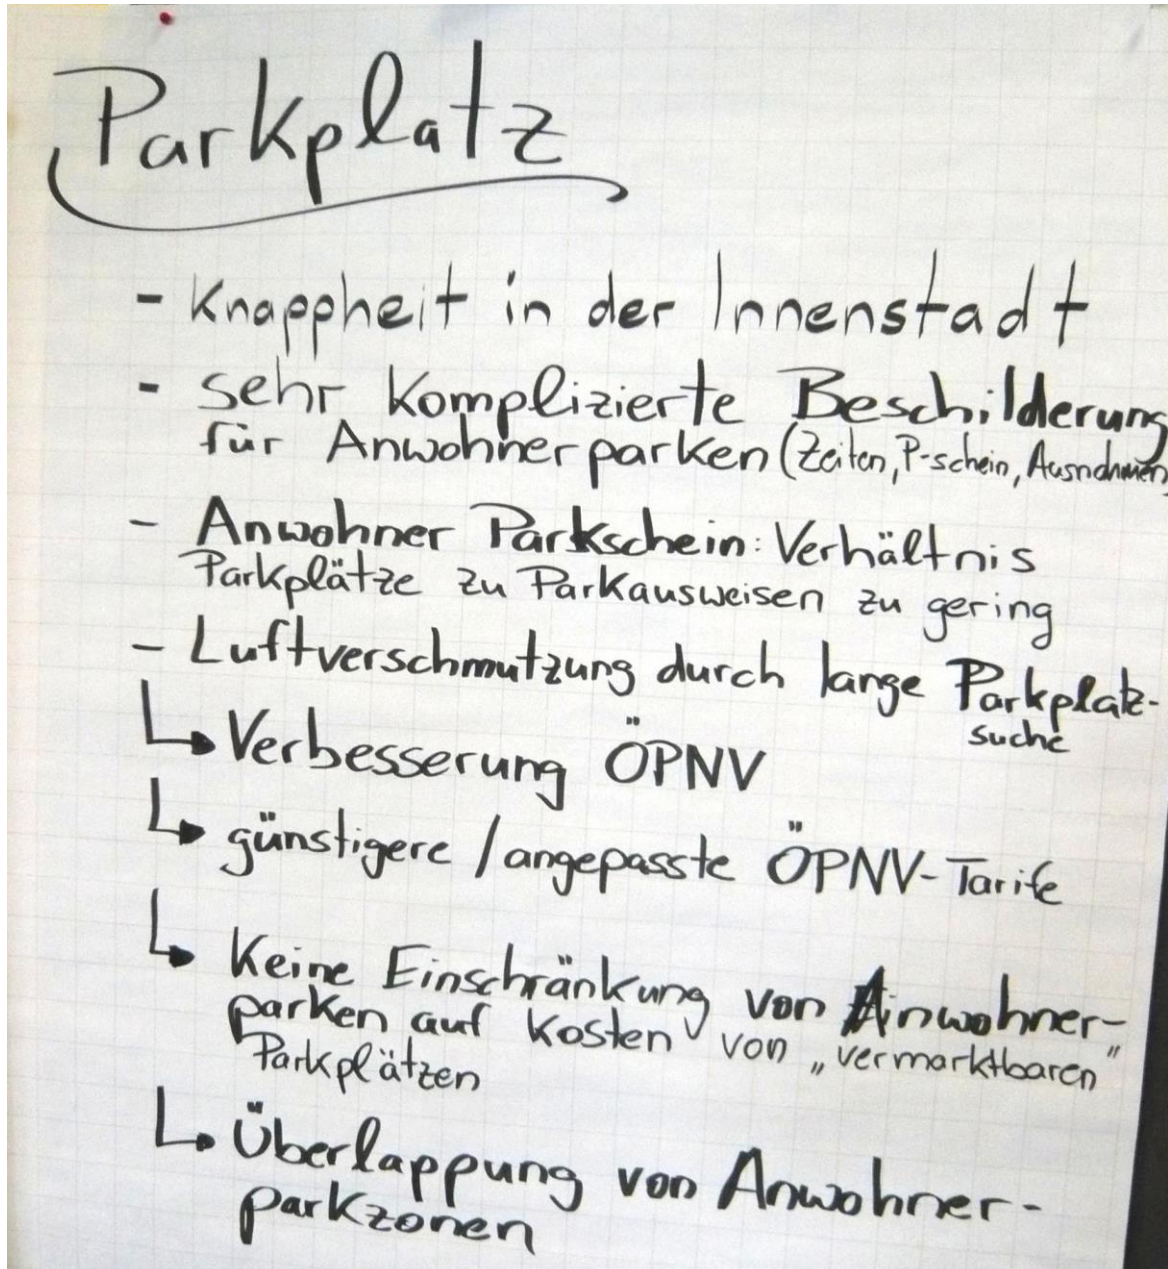 Parkplatz
- Knappheit in der Innenstadt
- sehr komplizierte Beschilderung
für Anwohnerparken (Zeiten, P-schein, Ausnahmen)
- Anwohner Parkschein: Verhältnis
Parkplätze zu Parkausweisen zu gering
- Luftverschmutzung durch lange Parkplatz-
suche
↳ Verbesserung ÖPNV
↳ günstigere / angepasste ÖPNV-Tarife
↳ Keine Einschränkung von Anwohner-
parken auf Kosten von „vermarktbaren"
Parkplätzen
↳ Überlappung von Anwohner-
parkzonen